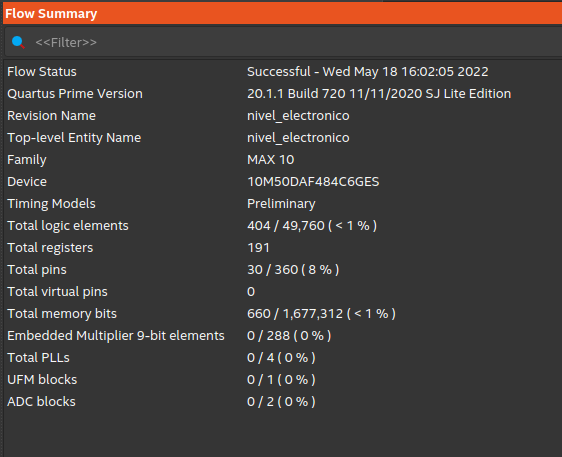 Flow Summary
<<Filter>>
Flow Status Successful - Wed May 18 16:02:05 2022
Quartus Prime Version 20.1.1 Build 720 11/11/2020 SJ Lite Edition
Revision Name nivel_electronico
Top-level Entity Name nivel_electronico
Family MAX 10
Device 10M50DAF484C6GES
Timing Models Preliminary
Total logic elements 404 / 49,760 ( < 1 % )
Total registers 191
Total pins 30 / 360 ( 8 % )
Total virtual pins 0
Total memory bits 660 / 1,677,312 ( < 1 % )
Embedded Multiplier 9-bit elements 0 / 288 ( 0 % )
Total PLLs 0 / 4 ( 0 % )
UFM blocks 0 / 1 ( 0 % )
ADC blocks 0 / 2 ( 0 % )